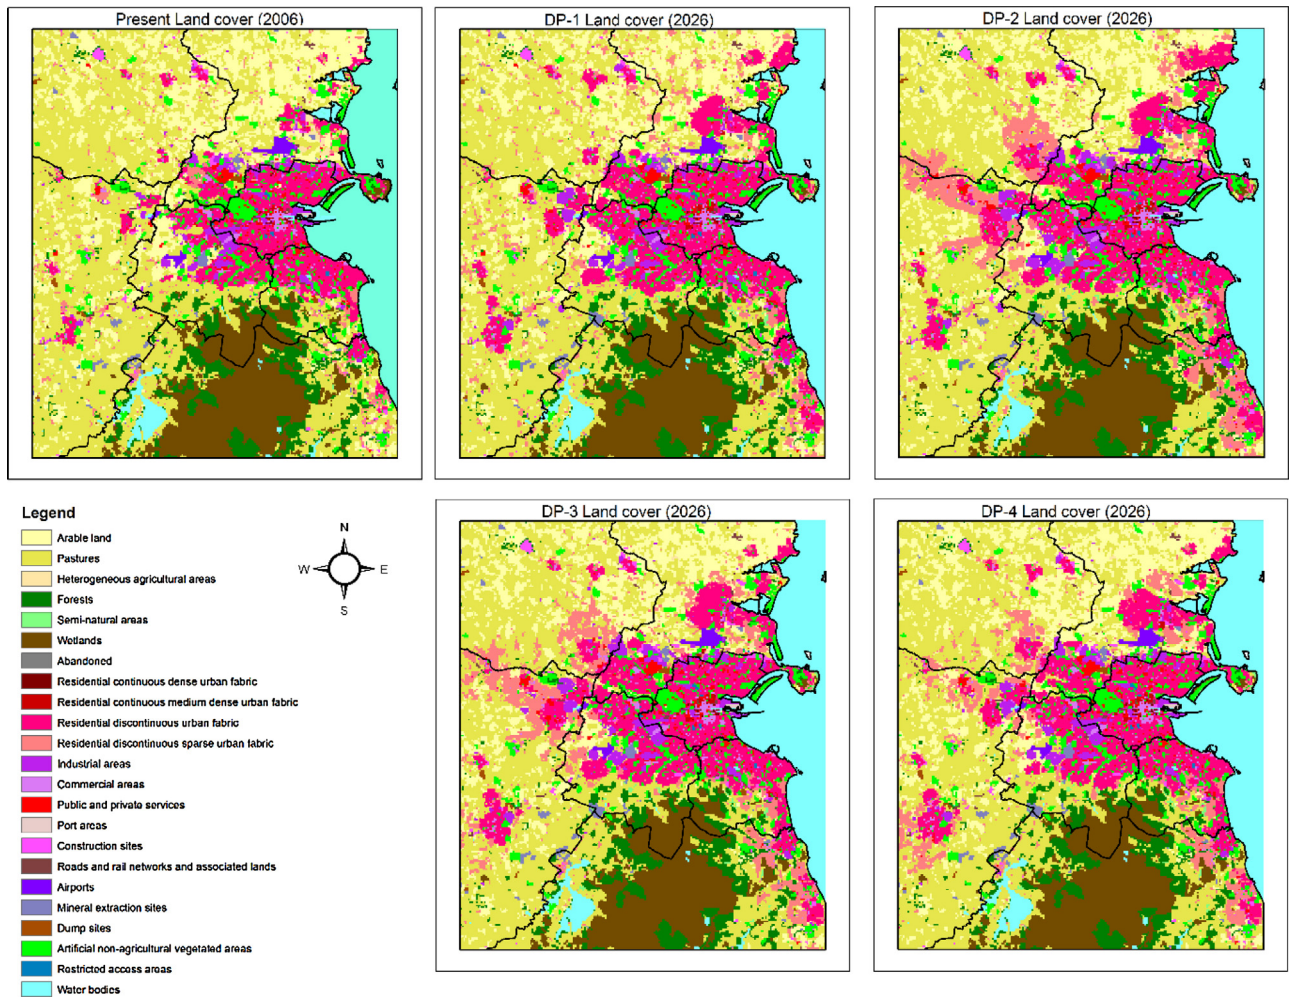 Present Land cover (2006)
DP-1 Land cover (2026)
DP-2 Land cover (2026)
Legend
Arable land
Pastures
Heterogeneous agricultural areas
Forests
Semi-natural areas
Wetlands
Abandoned
Residential continuous dense urban fabric
Residential continuous medium dense urban fabric
Residential discontinuous urban fabric
Residential discontinuous sparse urban fabric
Industrial areas
Commercial areas
Public and private services
Port areas
Construction sites
Roads and rail networks and associated lands
Airports
Mineral extraction sites
Dump sites
Artificial non-agricultural vegetated areas
Restricted access areas
Water bodies
N
W
E
S
DP-3 Land cover (2026)
DP-4 Land cover (2026)